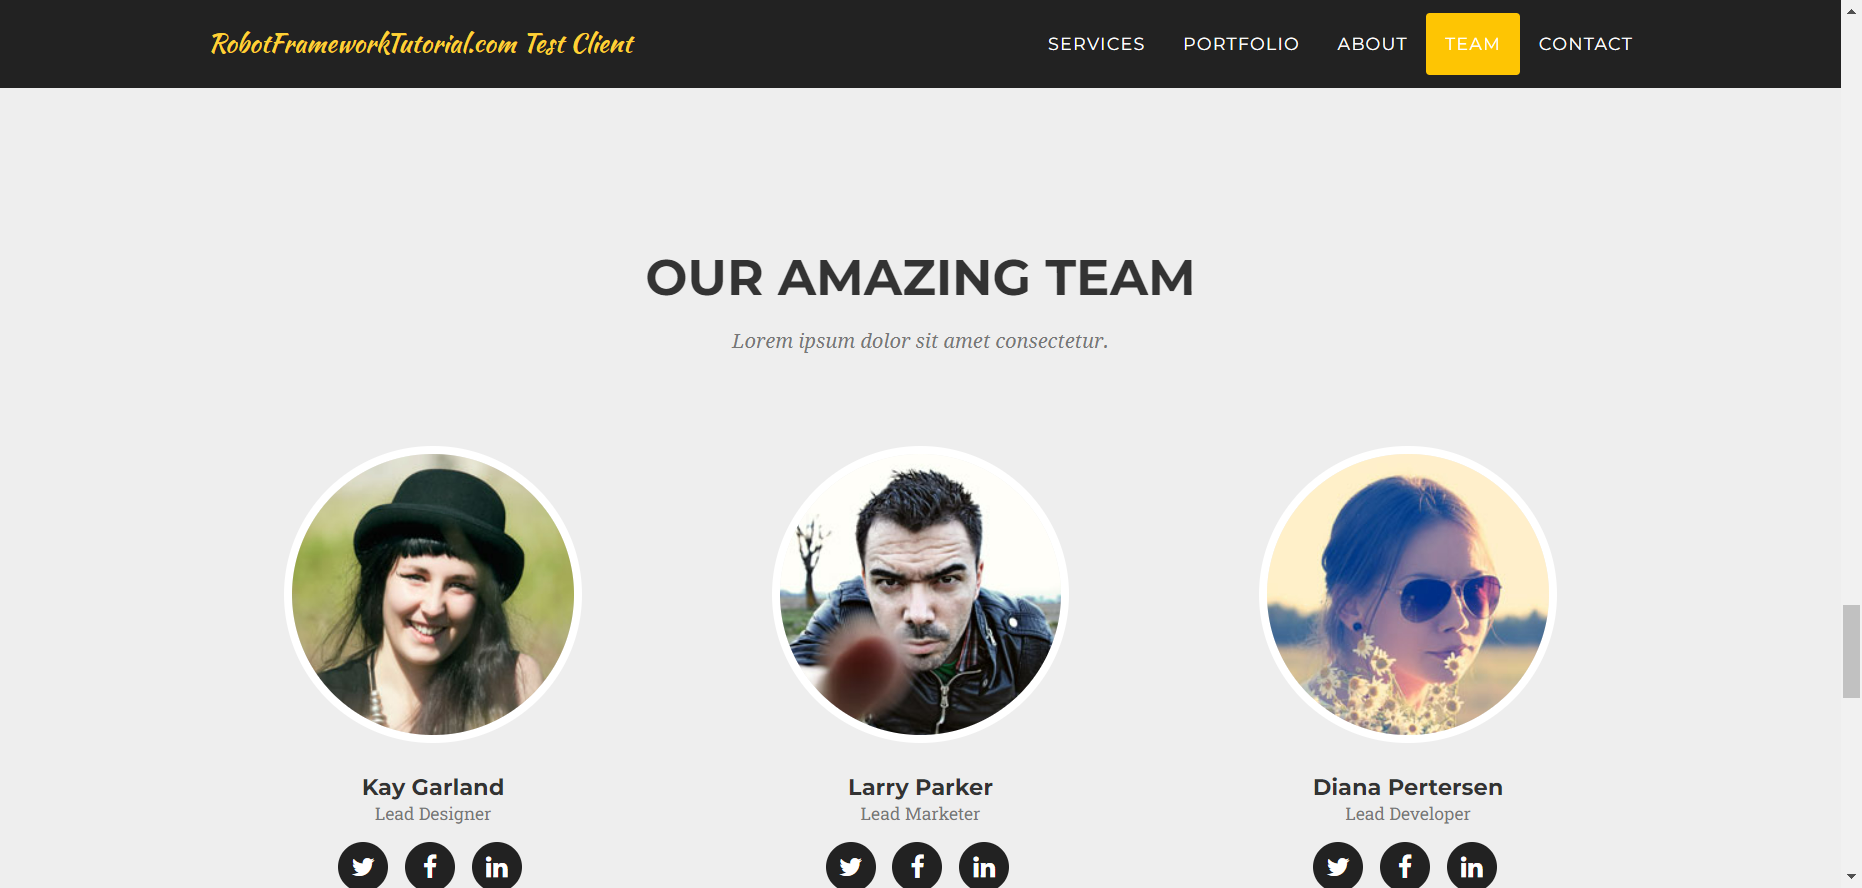 RobotFrameworkTutorial.com Test Client
SERVICES PORTFOLIO ABOUT TEAM CONTACT
OUR AMAZING TEAM
Lorem ipsum dolor sit amet consectetur.
Kay Garland
Lead Designer
Larry Parker
Lead Marketer
Diana Pertersen
Lead Developer